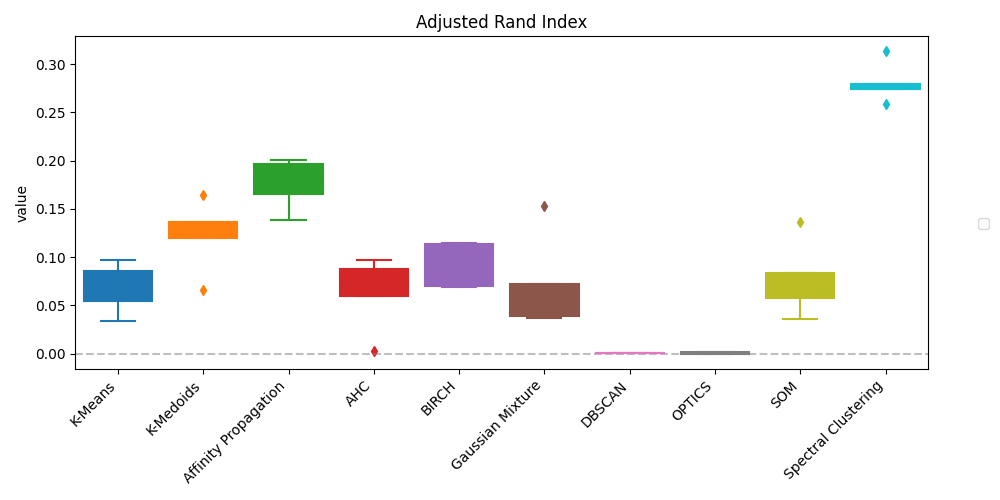 Adjusted Rand Index
value
0.30
0.25
0.20
0.15
0.10
0.05
0.00
K-Means
K-Medoids
Affinity Propagation
AHC
BIRCH
Gaussian Mixture
DBSCAN
OPTICS
SOM
Spectral Clustering